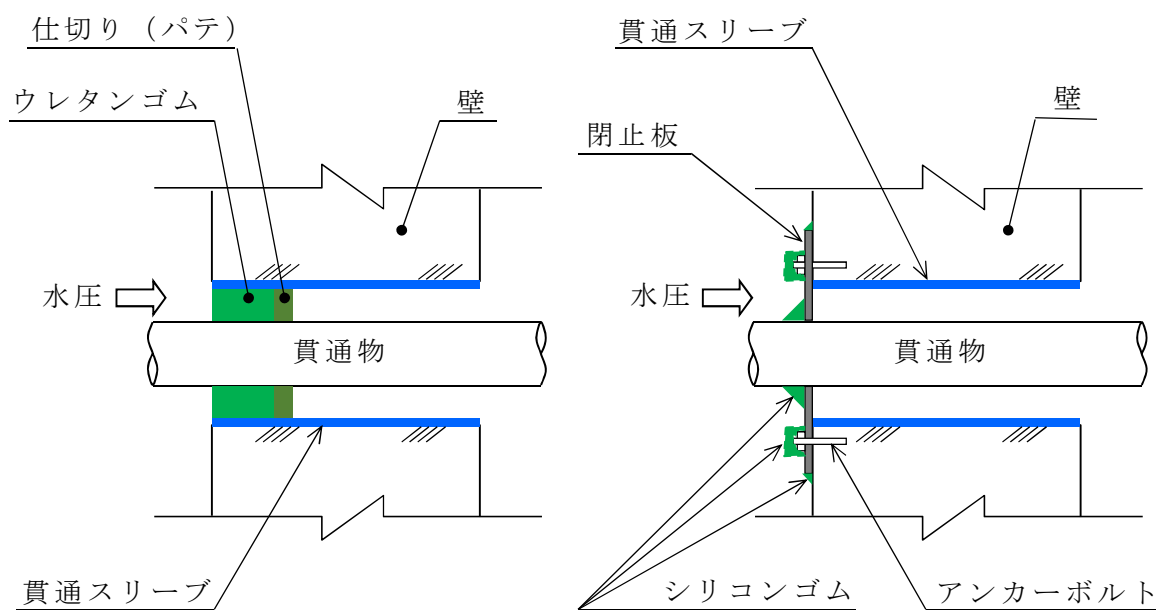 仕切り（パテ）
ウレタンゴム
壁
水圧
貫通物
貫通スリーブ
貫通スリーブ
壁
閉止板
水圧
貫通物
シリコンゴム
アンカーボルト